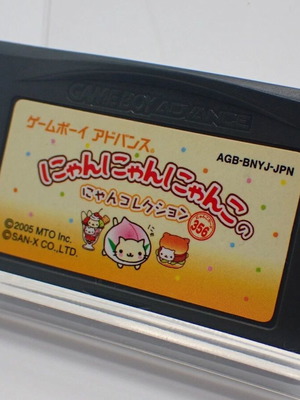 GAME BOY ADVANCE
ゲームボーイ アドバンス
AGB-BNYJ-JPN
にゃんにゃんにゃんこの
にゃんコレクション
356
©2005 MTO Inc.
©SAN-X CO.,LTD.